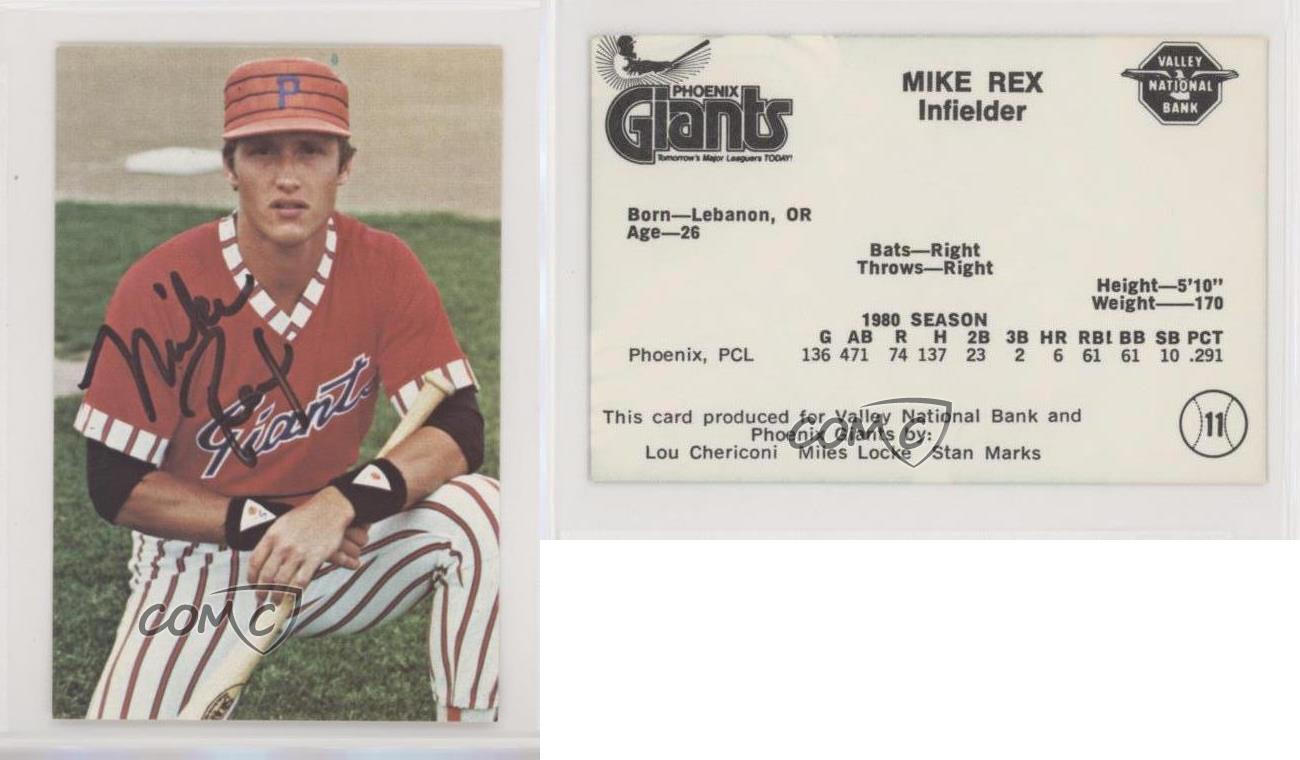 P
Mike
Rex
Giants
COMC
PHOENIX
Giants
Tomorrow's Major Leaguers TODAY!
MIKE REX
Infielder
VALLEY
NATIONAL
BANK
Born—Lebanon, OR
Age—26
Bats—Right
Throws—Right
Height—5'10"
Weight——170
1980 SEASON
G AB R H 2B 3B HR RBI BB SB PCT
Phoenix, PCL 136 471 74 137 23 2 6 61 61 10 .291
This card produced for Valley National Bank and
Phoenix Giants by:
Lou Chericoni Miles Locke Stan Marks
11
COMC